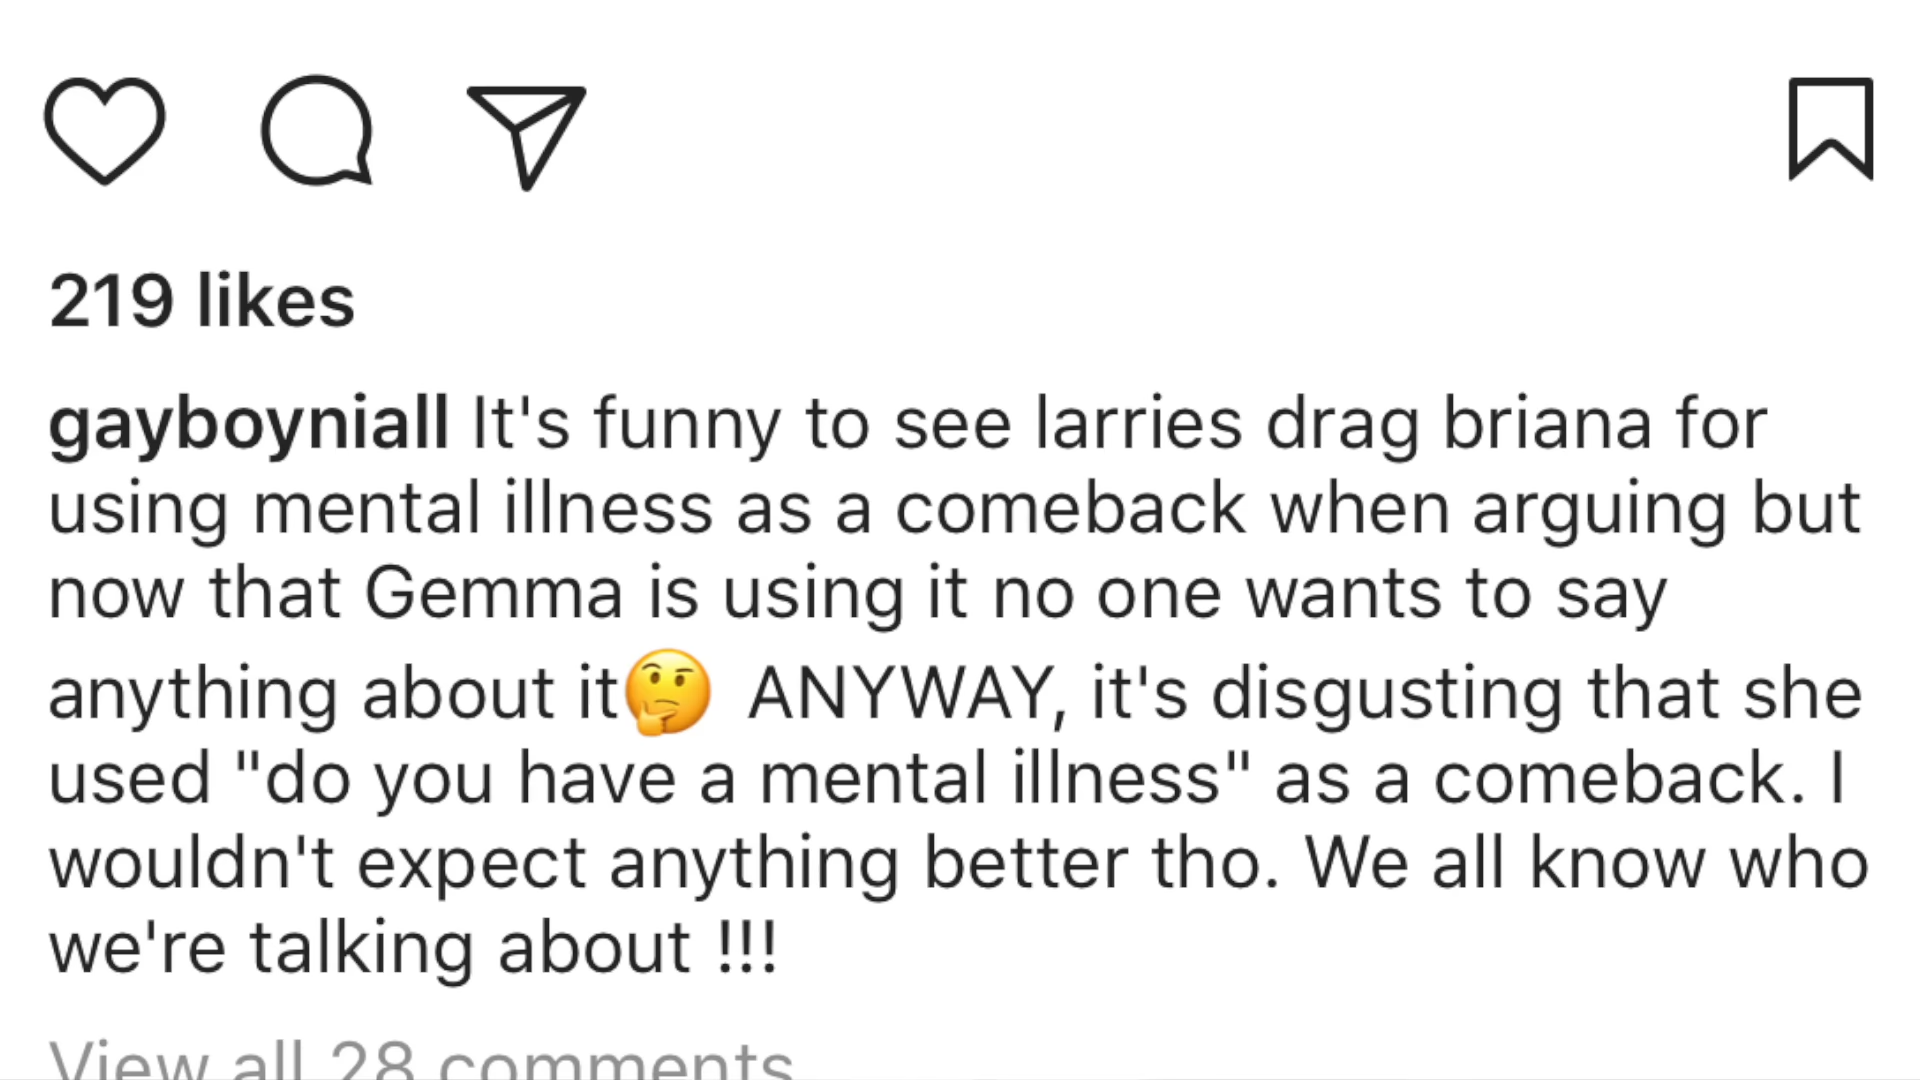 219 likes
gayboyniall It's funny to see larries drag briana for
using mental illness as a comeback when arguing but
now that Gemma is using it no one wants to say
anything about it🤔 ANYWAY, it's disgusting that she
used "do you have a mental illness" as a comeback. I
wouldn't expect anything better tho. We all know who
we're talking about !!!
View all 28 comments